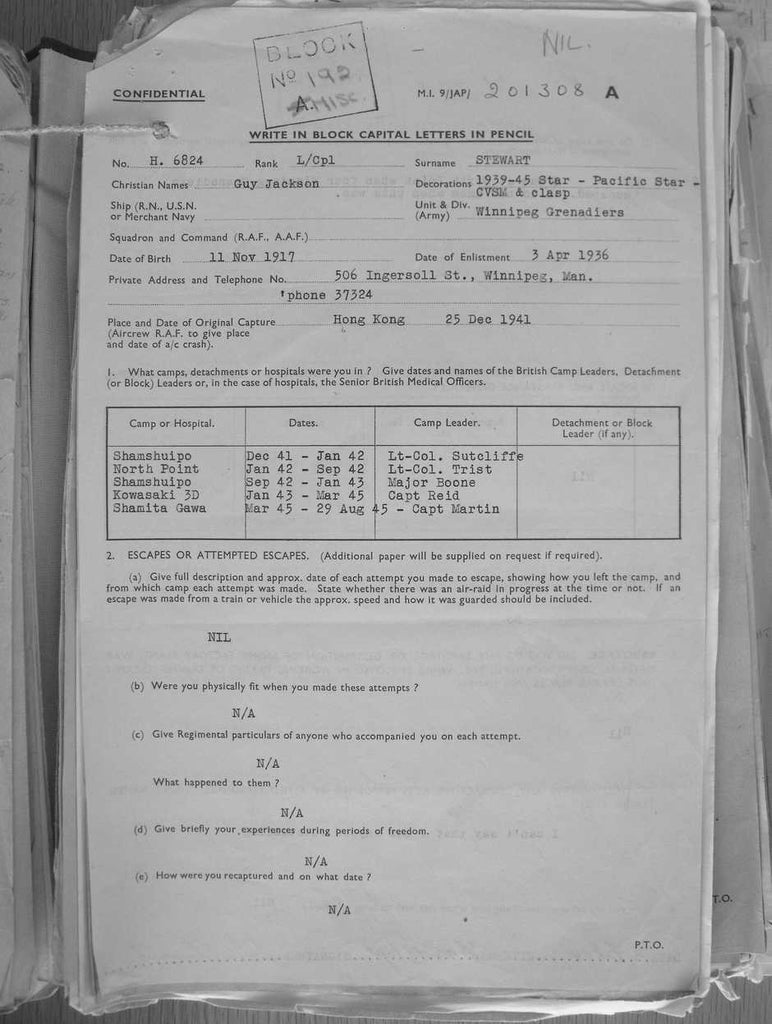 BLOCK
Nº 192
A. MISC.
NIL.
CONFIDENTIAL
M.I. 9/JAP/ 201308 A
WRITE IN BLOCK CAPITAL LETTERS IN PENCIL
No. H. 6824 Rank L/Cpl Surname STEWART
Christian Names Guy Jackson Decorations 1939-45 Star - Pacific Star -
CVSM & clasp
Ship (R.N., U.S.N.
or Merchant Navy
Unit & Div.
(Army) Winnipeg Grenadiers
Squadron and Command (R.A.F., A.A.F.)
Date of Birth 11 Nov 1917 Date of Enlistment 3 Apr 1936
Private Address and Telephone No. 506 Ingersoll St., Winnipeg, Man.
'phone 37324
Place and Date of Original Capture Hong Kong 25 Dec 1941
(Aircrew R.A.F. to give place
and date of a/c crash).
1. What camps, detachments or hospitals were you in ? Give dates and names of the British Camp Leaders, Detachment
(or Block) Leaders or, in the case of hospitals, the Senior British Medical Officers.
Camp or Hospital. Dates. Camp Leader. Detachment or Block
Leader (if any).
Shamshuipo Dec 41 - Jan 42 Lt-Col. Sutcliffe
North Point Jan 42 - Sep 42 Lt-Col. Trist
Shamshuipo Sep 42 - Jan 43 Major Boone
Kowasaki 3D Jan 43 - Mar 45 Capt Reid
Shamita Gawa Mar 45 - 29 Aug 45 - Capt Martin
2. ESCAPES OR ATTEMPTED ESCAPES. (Additional paper will be supplied on request if required).
(a) Give full description and approx. date of each attempt you made to escape, showing how you left the camp, and
from which camp each attempt was made. State whether there was an air-raid in progress at the time or not. If an
escape was made from a train or vehicle the approx. speed and how it was guarded should be included.
NIL
(b) Were you physically fit when you made these attempts ?
N/A
(c) Give Regimental particulars of anyone who accompanied you on each attempt.
N/A
What happened to them ?
N/A
(d) Give briefly your experiences during periods of freedom.
N/A
(e) How were you recaptured and on what date ?
N/A
P.T.O.
T.O.